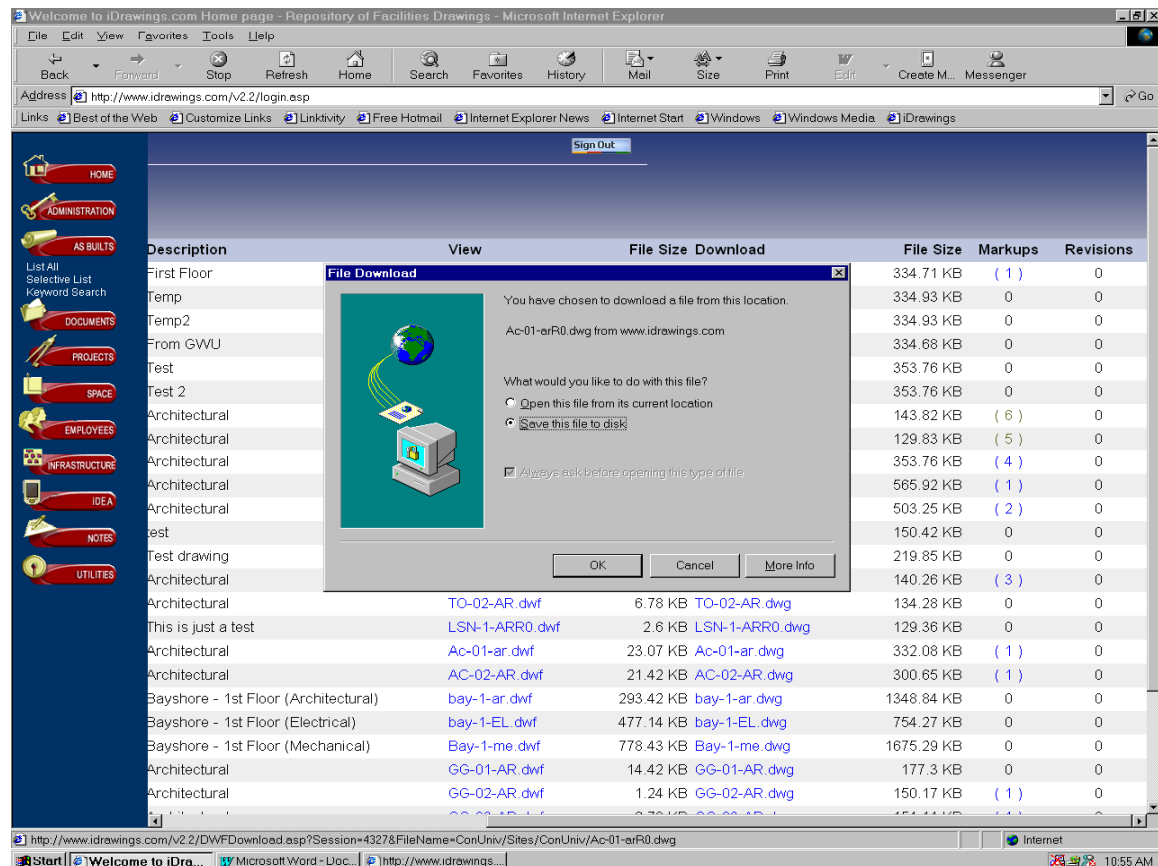 Welcome to iDrawings.com Home page - Repository of Facilities Drawings - Microsoft Internet Explorer
File Edit View Favorites Tools Help
Back Forward Stop Refresh Home Search Favorites History Mail Size Print Edit Create M... Messenger
Address http://www.idrawings.com/v2.2/login.asp Go
Links Best of the Web Customize Links Linktivity Free Hotmail Internet Explorer News Internet Start Windows Windows Media iDrawings
Sign Out
HOME
ADMINISTRATION
AS BUILTS
List All
Selective List
Keyword Search
DOCUMENTS
PROJECTS
SPACE
EMPLOYEES
INFRASTRUCTURE
IDEA
NOTES
UTILITIES
Description View File Size Download File Size Markups Revisions
First Floor 334.71 KB ( 1 ) 0
Temp 334.93 KB 0 0
Temp2 334.93 KB 0 0
From GWU 334.68 KB 0 0
Test 353.76 KB 0 0
Test 2 353.76 KB 0 0
Architectural 143.82 KB ( 6 ) 0
Architectural 129.83 KB ( 5 ) 0
Architectural 353.76 KB ( 4 ) 0
Architectural 565.92 KB ( 1 ) 0
Architectural 503.25 KB ( 2 ) 0
test 150.42 KB 0 0
Test drawing 219.85 KB 0 0
Architectural 140.26 KB ( 3 ) 0
Architectural TO-02-AR.dwf 6.78 KB TO-02-AR.dwg 134.28 KB 0 0
This is just a test LSN-1-ARR0.dwf 2.6 KB LSN-1-ARR0.dwg 129.36 KB 0 0
Architectural Ac-01-ar.dwf 23.07 KB Ac-01-ar.dwg 332.08 KB ( 1 ) 0
Architectural AC-02-AR.dwf 21.42 KB AC-02-AR.dwg 300.65 KB ( 1 ) 0
Bayshore - 1st Floor (Architectural) bay-1-ar.dwf 293.42 KB bay-1-ar.dwg 1348.84 KB 0 0
Bayshore - 1st Floor (Electrical) bay-1-EL.dwf 477.14 KB bay-1-EL.dwg 754.27 KB 0 0
Bayshore - 1st Floor (Mechanical) Bay-1-me.dwf 778.43 KB Bay-1-me.dwg 1675.29 KB 0 0
Architectural GG-01-AR.dwf 14.42 KB GG-01-AR.dwg 177.3 KB 0 0
Architectural GG-02-AR.dwf 1.24 KB GG-02-AR.dwg 150.17 KB ( 1 ) 0
File Download
You have chosen to download a file from this location.
Ac-01-arR0.dwg from www.idrawings.com
What would you like to do with this file?
Open this file from its current location
Save this file to disk
Always ask before opening this type of file
OK Cancel More Info
http://www.idrawings.com/v2.2/DWFDownload.asp?Session=4327&FileName=ConUniv/Sites/ConUniv/Ac-01-arR0.dwg Internet
Start Welcome to iDra... Microsoft Word - Doc... http://www.idrawings.... 10:55 AM